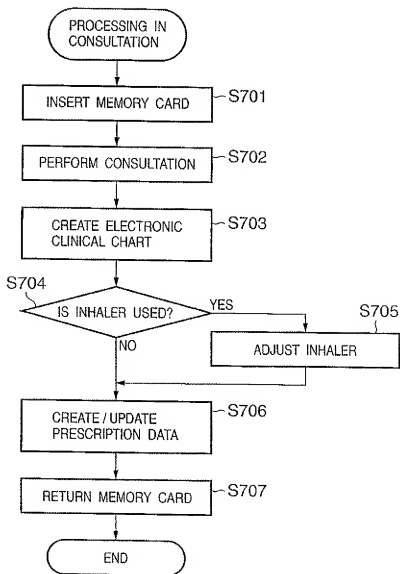 PROCESSING IN
CONSULTATION
INSERT MEMORY CARD
S701
PERFORM CONSULTATION
S702
CREATE ELECTRONIC
CLINICAL CHART
S703
S704
IS INHALER USED?
YES
NO
S705
ADJUST INHALER
CREATE/UPDATE
PRESCRIPTION DATA
S706
RETURN MEMORY CARD
S707
END